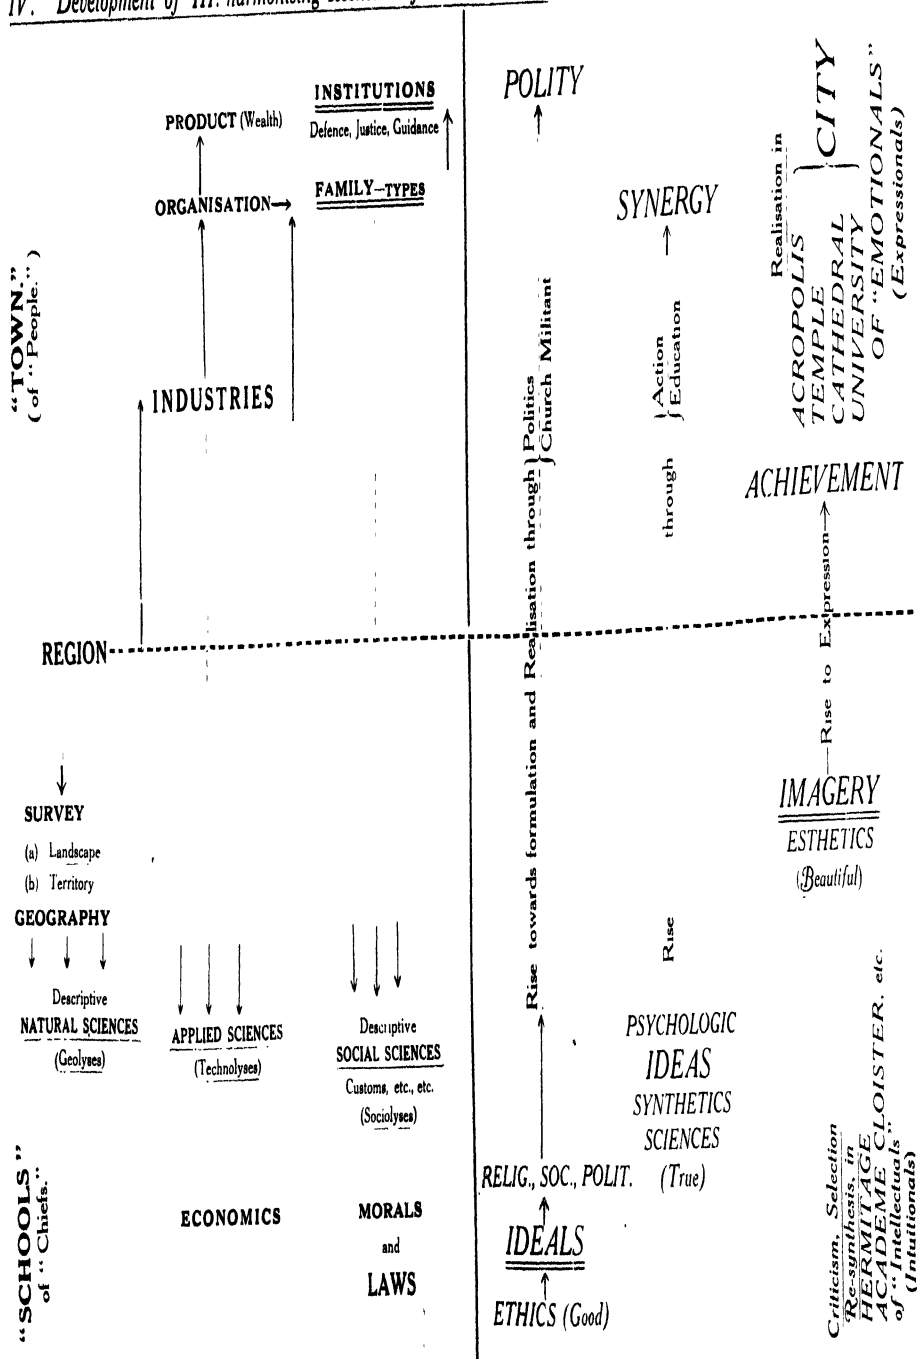 IV. Development of III. harmonising
POLITY
INSTITUTIONS
Defence, Justice, Guidance
PRODUCT (Wealth)
FAMILY-TYPES
ORGANISATION
SYNERGY
Realisation in
ACROPOLIS
TEMPLE
CATHEDRAL
UNIVERSITY
CITY
OF "EMOTIONALS"
(Expressionals)
"TOWN."
(of "People.")
INDUSTRIES
Rise towards formulation and Realisation through
Politics
Church Militant
Rise
through
Action
Education
ACHIEVEMENT
Rise to Expression
REGION
SURVEY
(a) Landscape
(b) Territory
GEOGRAPHY
Descriptive
NATURAL SCIENCES
(Geolyses)
APPLIED SCIENCES
(Technolyses)
Descriptive
SOCIAL SCIENCES
Customs, etc., etc.
(Sociolyses)
IMAGERY
ESTHETICS
(Beautiful)
PSYCHOLOGIC
IDEAS
SYNTHETICS
SCIENCES
(True)
RELIG., SOC., POLIT.
IDEALS
ETHICS (Good)
"SCHOOLS"
of "Chiefs."
ECONOMICS
MORALS
and
LAWS
Criticism, Selection
Re-synthesis, in
HERMITAGE
ACADEME CLOISTER, etc.
of "Intellectuals"
(Intuitionals)